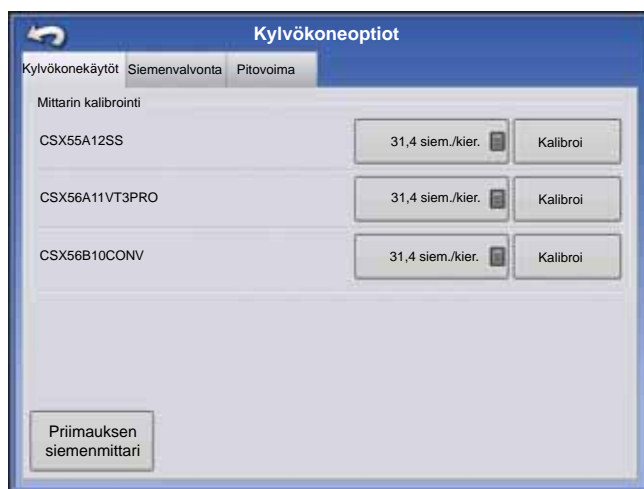 Kylvökoneoptiot
Kylvökonekäytöt Siemenvalvonta Pitovoima
Mittarin kalibrointi
CSX55A12SS 31,4 siem./kier. Kalibroi
CSX56A11VT3PRO 31,4 siem./kier. Kalibroi
CSX56B10CONV 31,4 siem./kier. Kalibroi
Priimauksen
siemenmittari